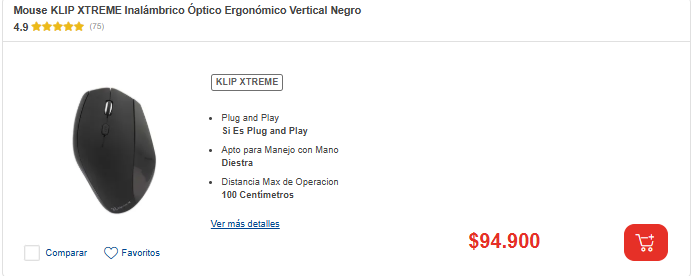 Mouse KLIP XTREME Inalámbrico Óptico Ergonómico Vertical Negro
4.9 (75)
KLIP XTREME
Plug and Play
Si Es Plug and Play
Apto para Manejo con Mano
Diestra
Distancia Max de Operacion
100 Centímetros
Ver más detalles
$94.900
Comparar Favoritos